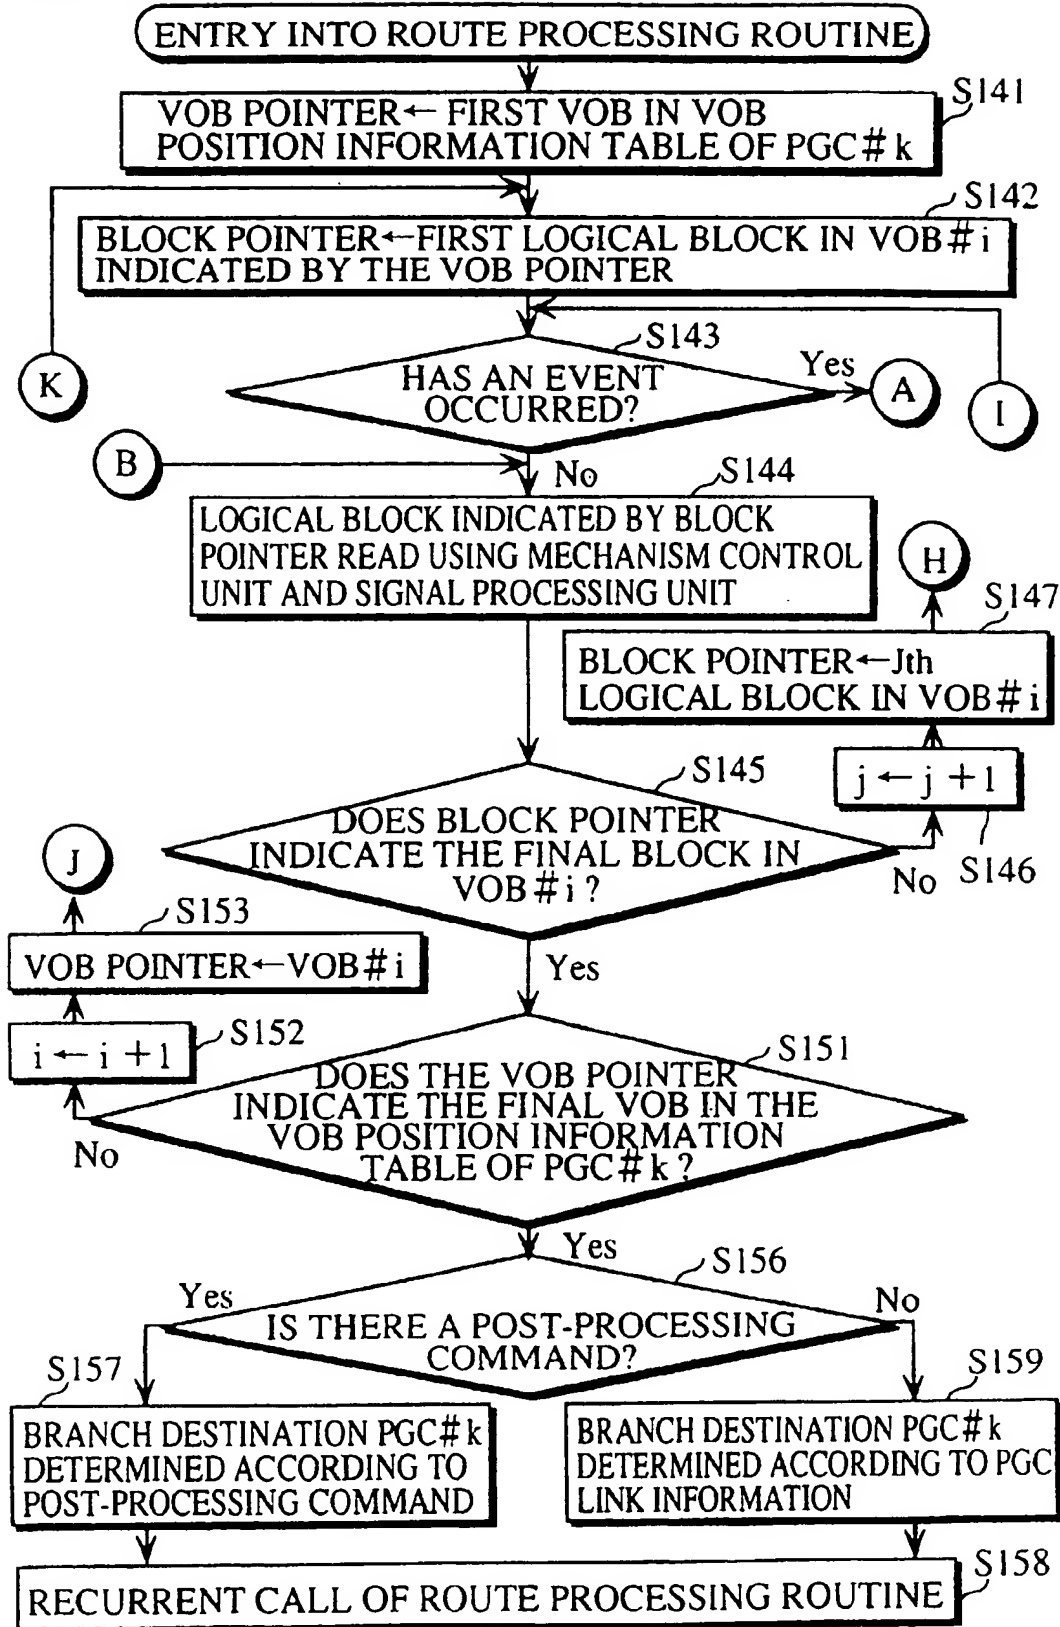 ENTRY INTO ROUTE PROCESSING ROUTINE
S141
VOB POINTER←FIRST VOB IN VOB
POSITION INFORMATION TABLE OF PGC#k
S142
BLOCK POINTER←FIRST LOGICAL BLOCK IN VOB#i
INDICATED BY THE VOB POINTER
S143
K
HAS AN EVENT
OCCURRED?
Yes
A
I
B
No
S144
LOGICAL BLOCK INDICATED BY BLOCK
POINTER READ USING MECHANISM CONTROL
UNIT AND SIGNAL PROCESSING UNIT
H
S147
BLOCK POINTER←Jth
LOGICAL BLOCK IN VOB#i
S145
j←j+1
S146
DOES BLOCK POINTER
INDICATE THE FINAL BLOCK IN
VOB#i?
No
J
S153
VOB POINTER←VOB#i
Yes
i←i+1
S152
S151
DOES THE VOB POINTER
INDICATE THE FINAL VOB IN THE
VOB POSITION INFORMATION
TABLE OF PGC#k?
No
Yes
S156
Yes
IS THERE A POST-PROCESSING
COMMAND?
No
S157
BRANCH DESTINATION PGC#k
DETERMINED ACCORDING TO
POST-PROCESSING COMMAND
S159
BRANCH DESTINATION PGC#k
DETERMINED ACCORDING TO PGC
LINK INFORMATION
S158
RECURRENT CALL OF ROUTE PROCESSING ROUTINE